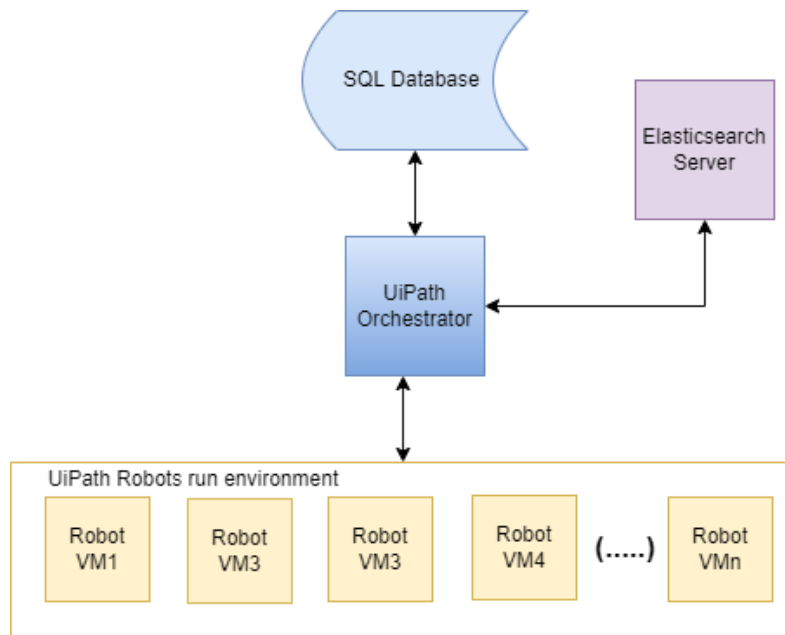 SQL Database
Elasticsearch
Server
UiPath
Orchestrator
UiPath Robots run environment
Robot
VM1
Robot
VM3
Robot
VM3
Robot
VM4
(.....)
Robot
VMn